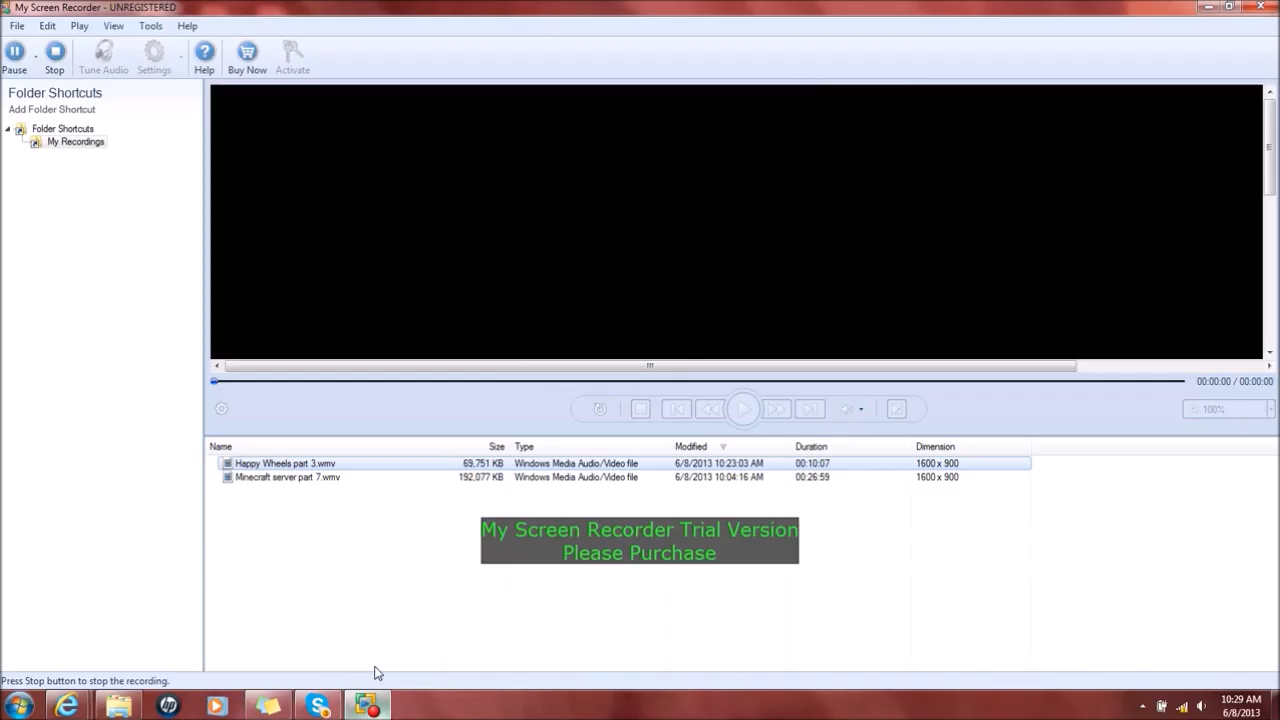 My Screen Recorder - UNREGISTERED
File Edit Play View Tools Help
Pause Stop Tune Audio Settings Help Buy Now Activate
Folder Shortcuts
Add Folder Shortcut
Folder Shortcuts
My Recordings
00:00:00 / 00:00:00
100%
Name Size Type Modified Duration Dimension
Happy Wheels part 3.wmv 69,751 KB Windows Media Audio/Video file 6/8/2013 10:23:03 AM 00:10:07 1600 x 900
Minecraft server part 7.wmv 192,077 KB Windows Media Audio/Video file 6/8/2013 10:04:16 AM 00:26:59 1600 x 900
My Screen Recorder Trial Version
Please Purchase
Press Stop button to stop the recording.
10:29 AM
6/8/2013